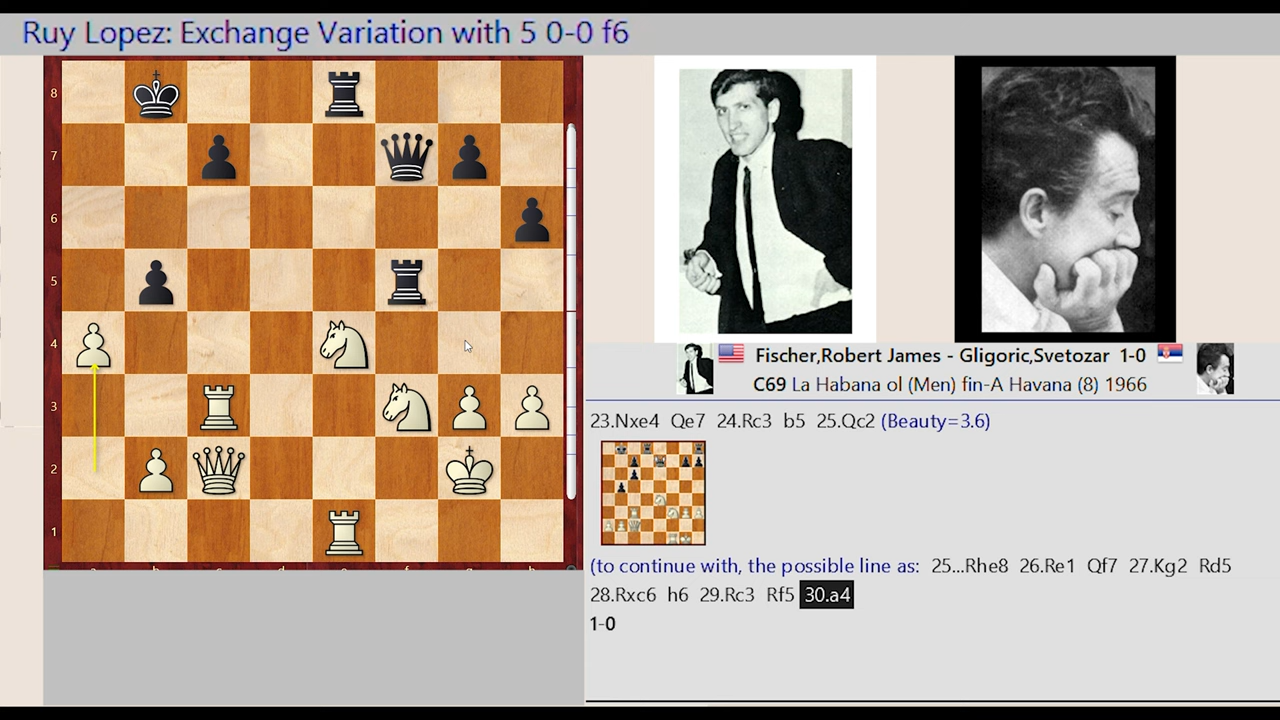 Ruy Lopez: Exchange Variation with 5 0-0 f6
8
7
6
5
4
3
2
1
Fischer,Robert James - Gligoric,Svetozar 1-0
C69 La Habana ol (Men) fin-A Havana (8) 1966
23.Nxe4 Qe7 24.Rc3 b5 25.Qc2 (Beauty=3.6)
(to continue with, the possible line as: 25...Rhe8 26.Re1 Qf7 27.Kg2 Rd5
28.Rxc6 h6 29.Rc3 Rf5 30.a4
1-0